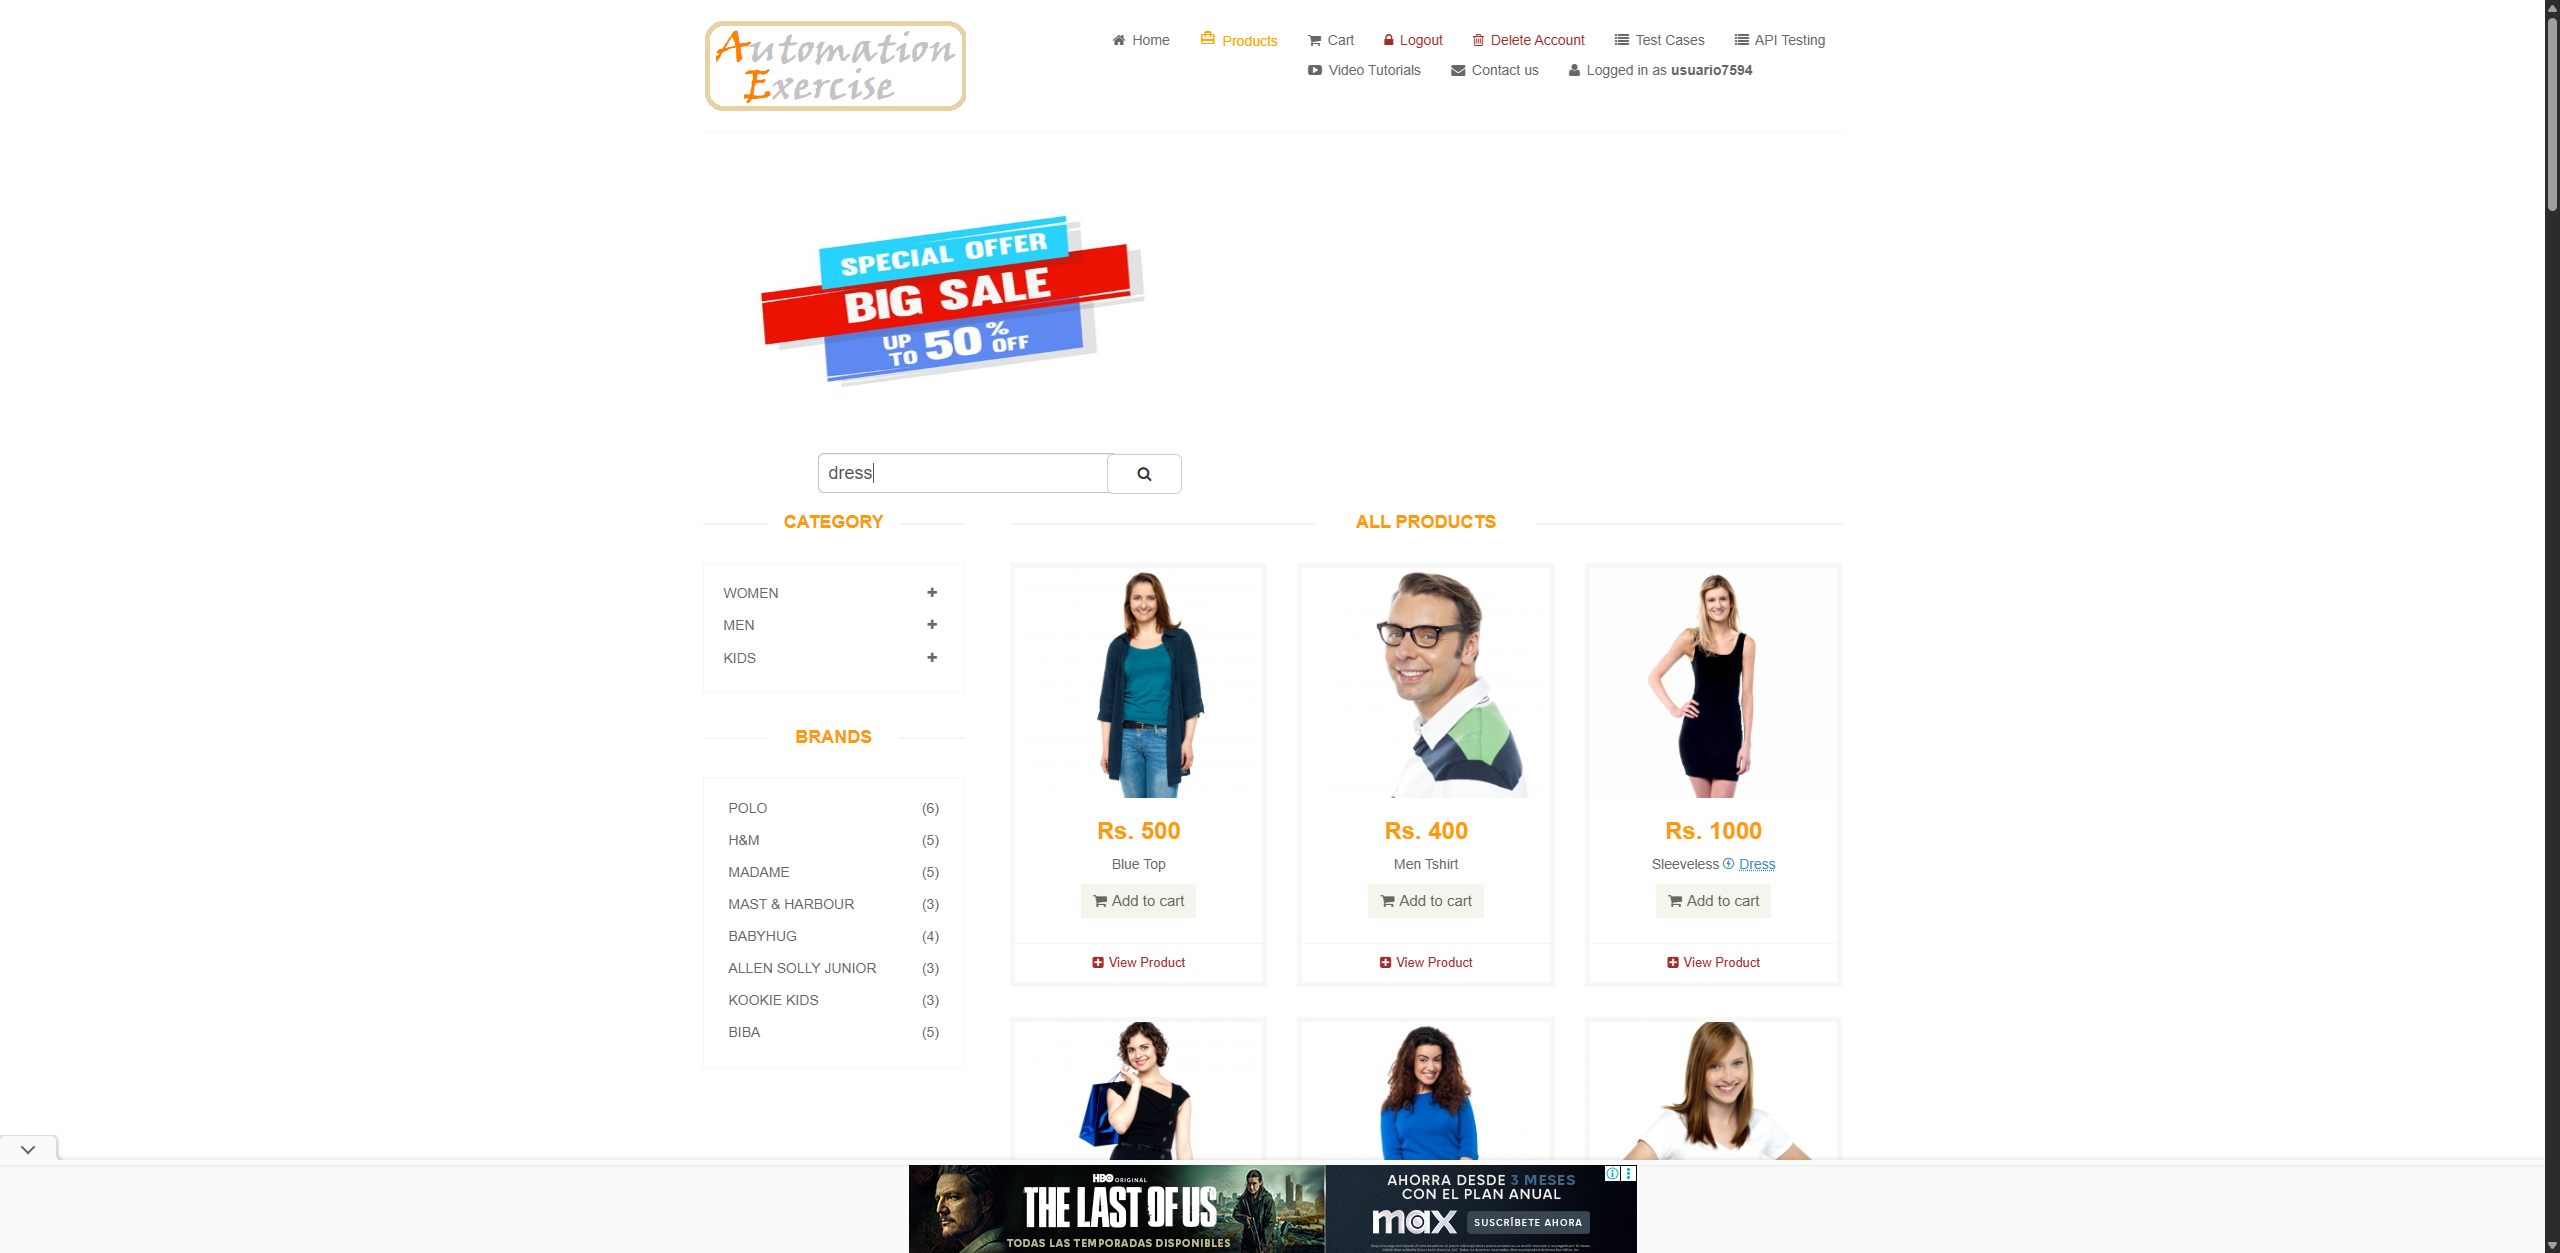 Automation
Exercise
Home Products Cart Logout Delete Account Test Cases API Testing
Video Tutorials Contact us Logged in as usuario7594
SPECIAL OFFER
BIG SALE
UP TO 50% OFF
dress
CATEGORY
WOMEN
MEN
KIDS
BRANDS
POLO (6)
H&M (5)
MADAME (5)
MAST & HARBOUR (3)
BABYHUG (4)
ALLEN SOLLY JUNIOR (3)
KOOKIE KIDS (3)
BIBA (5)
ALL PRODUCTS
Rs. 500
Blue Top
Add to cart
View Product
Rs. 400
Men Tshirt
Add to cart
View Product
Rs. 1000
Sleeveless Dress
Add to cart
View Product
HBO ORIGINAL
THE LAST OF US
TODAS LAS TEMPORADAS DISPONIBLES
AHORRA DESDE 3 MESES
CON EL PLAN ANUAL
max
SUSCRÍBETE AHORA